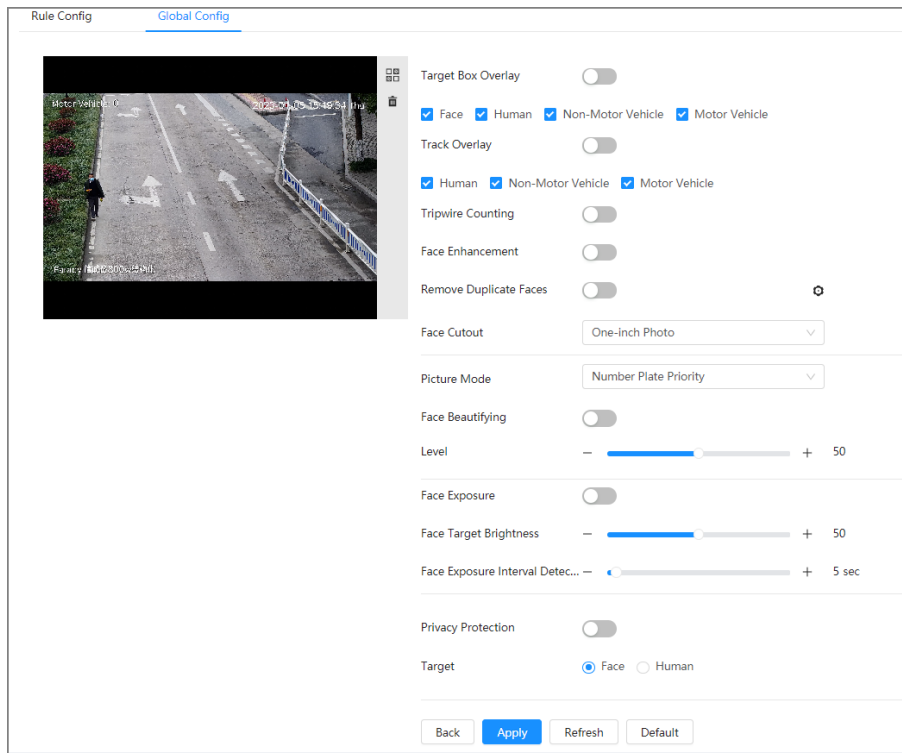 Rule Config Global Config
Motor Vehicle: 0
Target Box Overlay
Face Human Non-Motor Vehicle Motor Vehicle
Track Overlay
Human Non-Motor Vehicle Motor Vehicle
Tripwire Counting
Face Enhancement
Remove Duplicate Faces
Face Cutout One-inch Photo
Picture Mode Number Plate Priority
Face Beautifying
Level − + 50
Face Exposure
Face Target Brightness − + 50
Face Exposure Interval Detec... − + 5 sec
Privacy Protection
Target Face Human
Back Apply Refresh Default